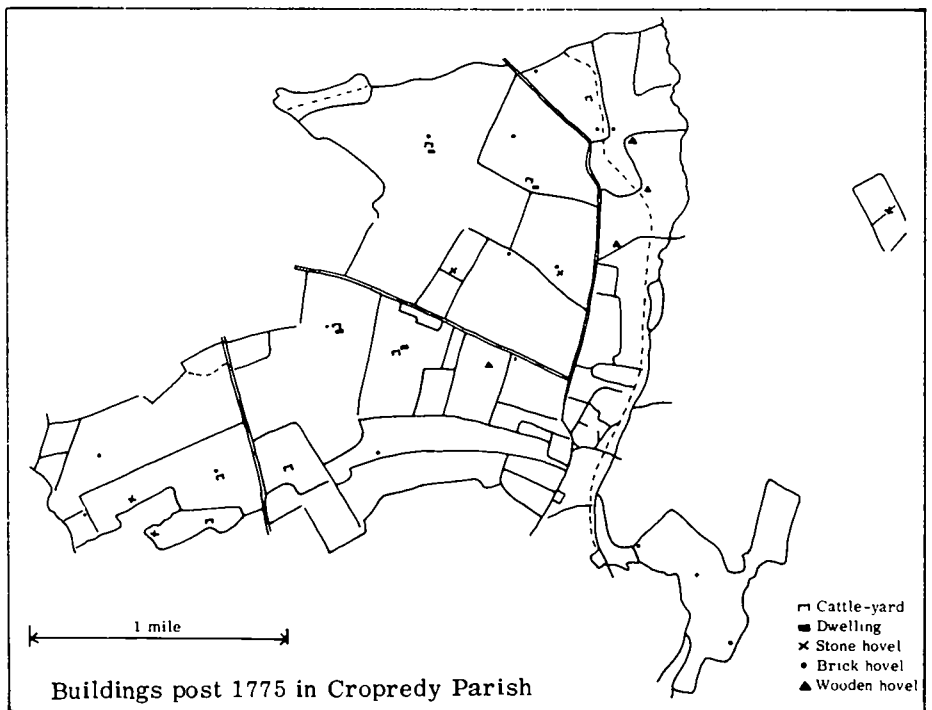 Cattle-yard
Dwelling
Stone hovel
Brick hovel
Wooden hovel
1 mile
Buildings post 1775 in Cropredy Parish